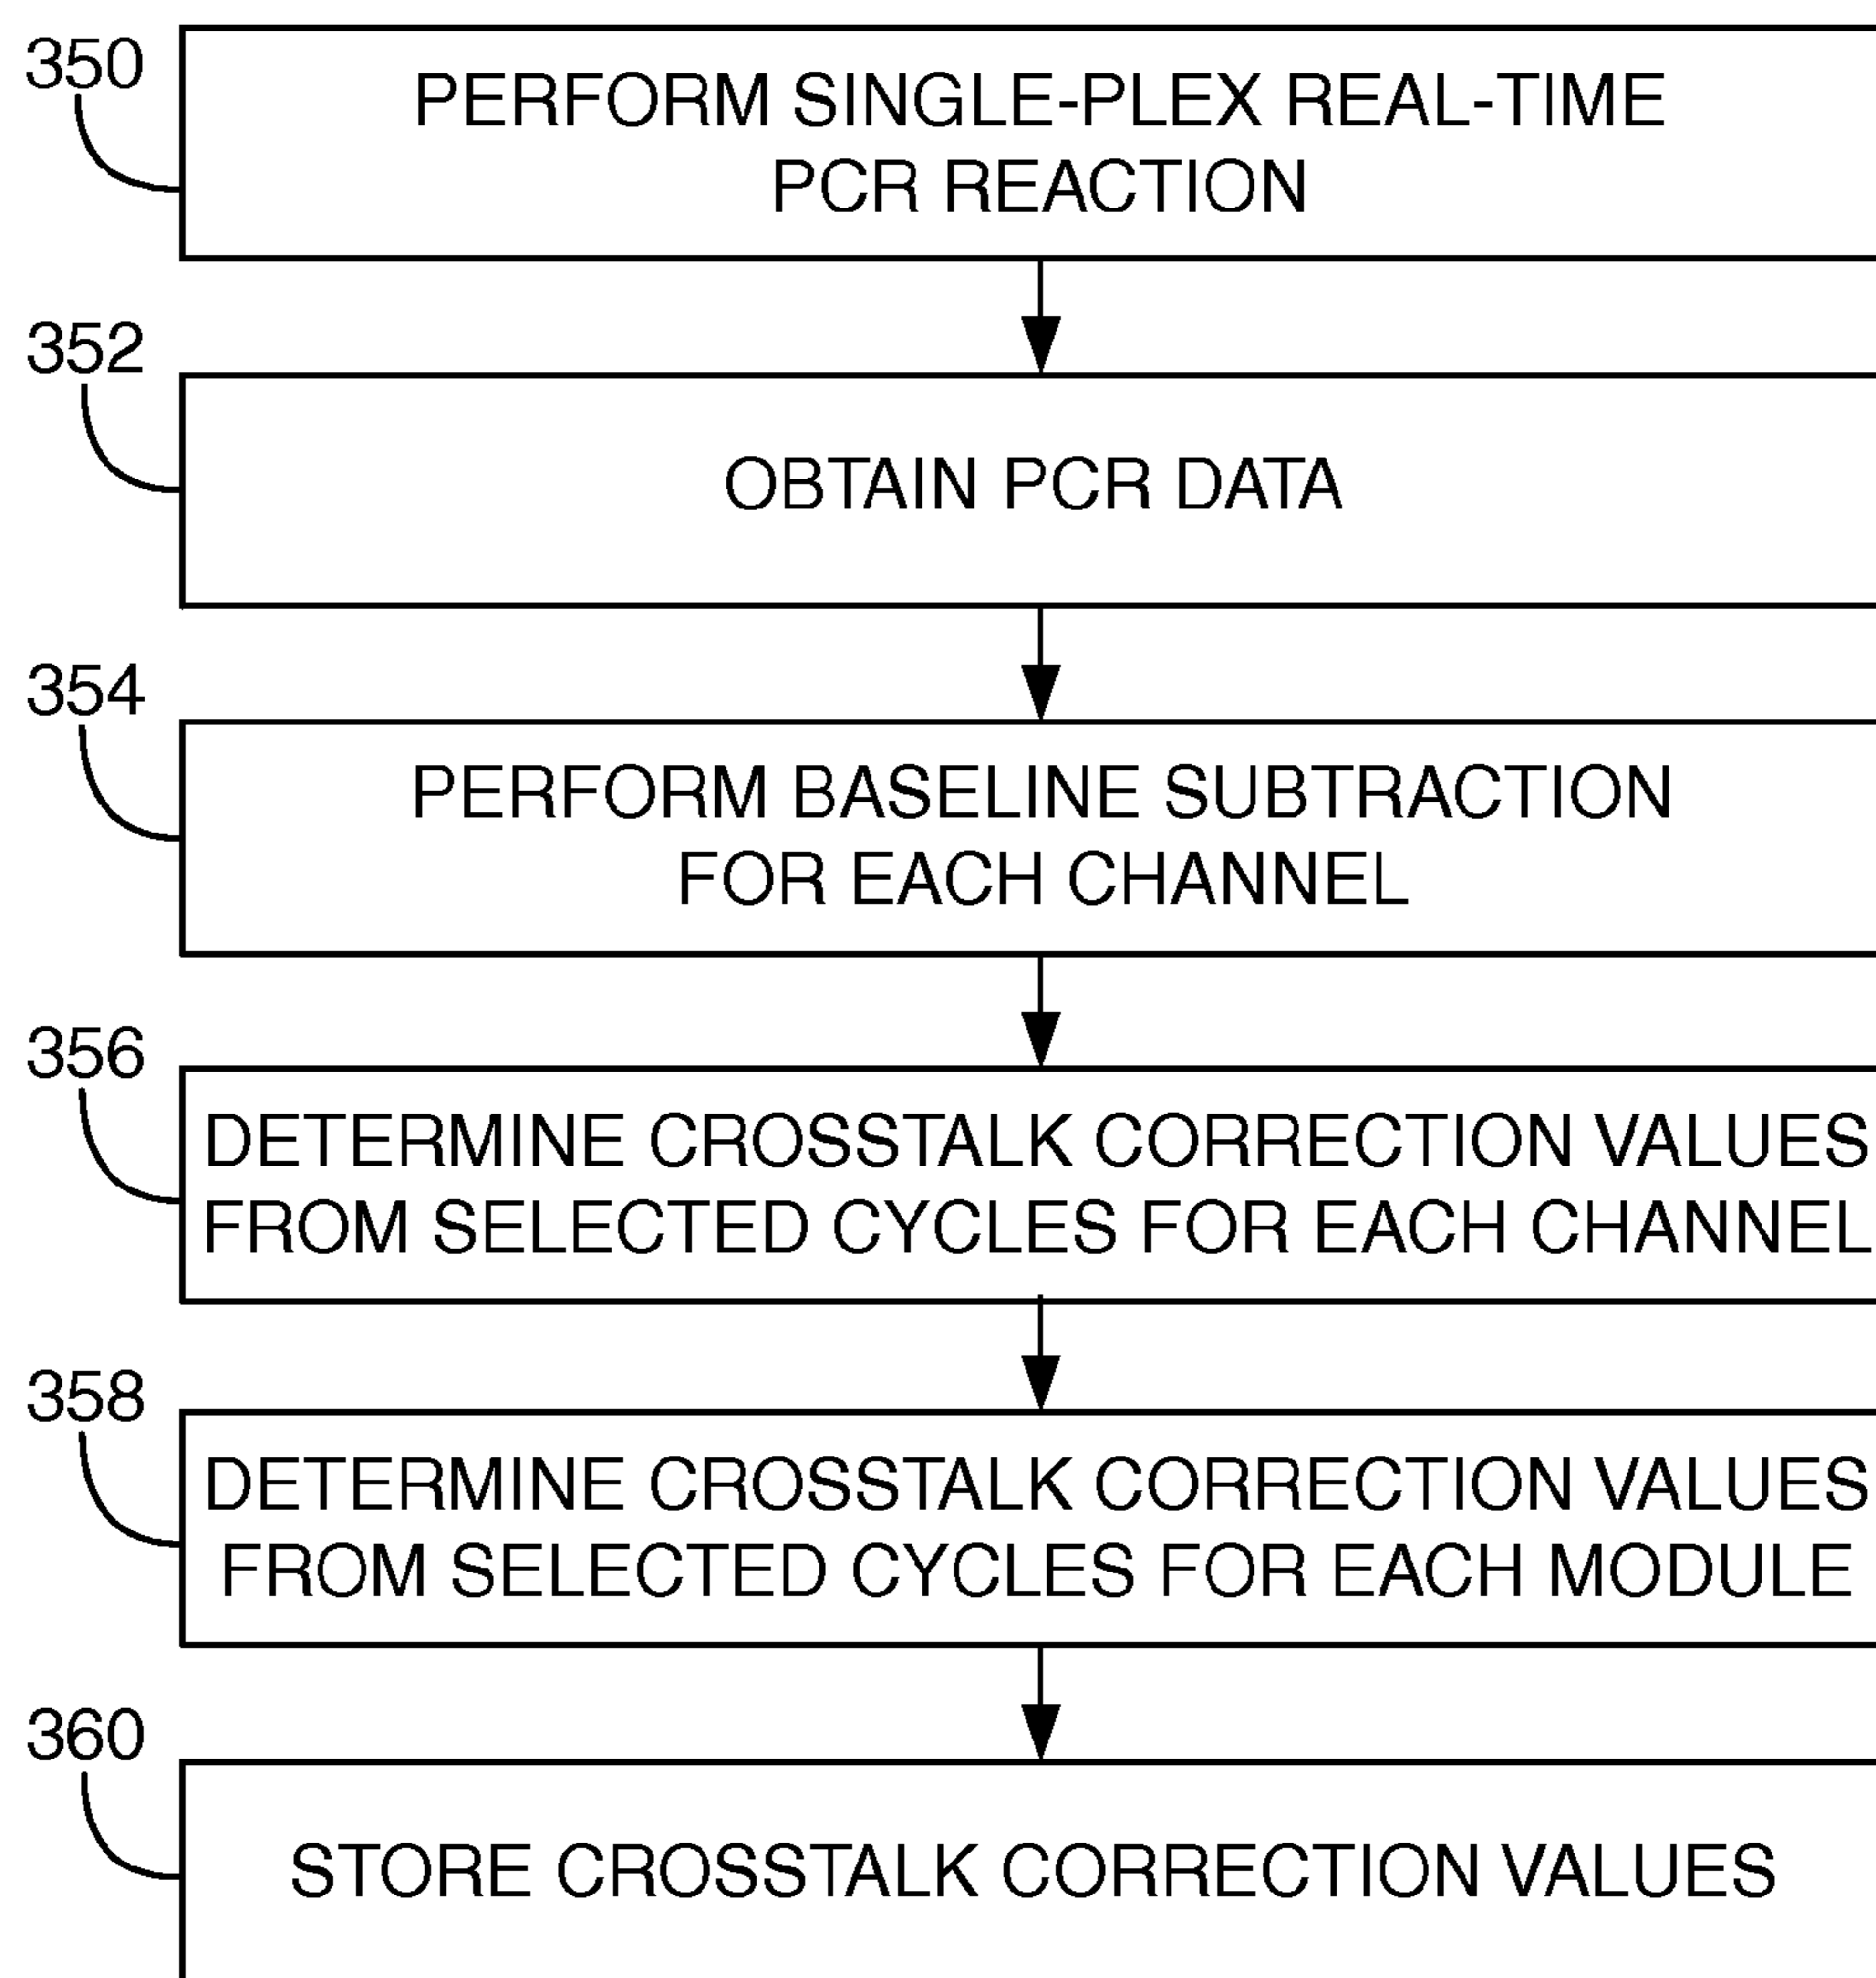 350
PERFORM SINGLE-PLEX REAL-TIME
PCR REACTION
352
OBTAIN PCR DATA
354
PERFORM BASELINE SUBTRACTION
FOR EACH CHANNEL
356
DETERMINE CROSSTALK CORRECTION VALUES
FROM SELECTED CYCLES FOR EACH CHANNEL
358
DETERMINE CROSSTALK CORRECTION VALUES
FROM SELECTED CYCLES FOR EACH MODULE
360
STORE CROSSTALK CORRECTION VALUES